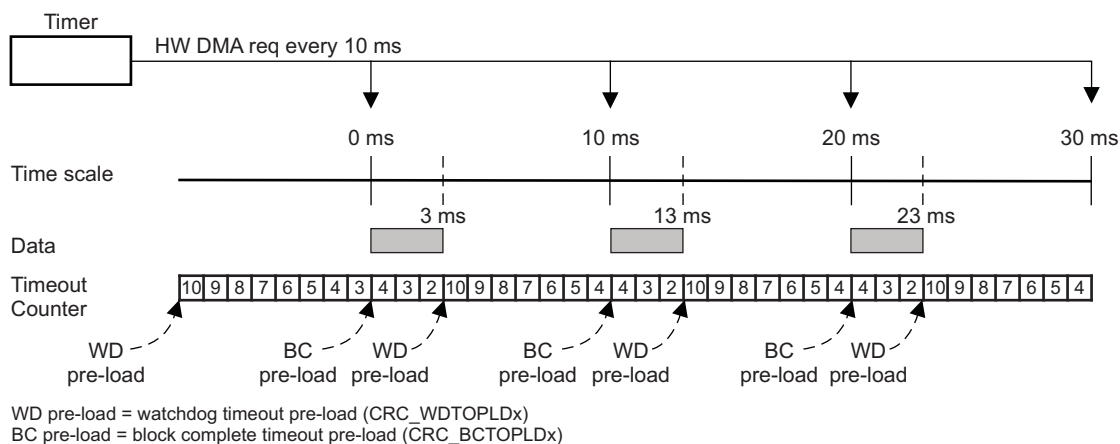 Timer
HW DMA req every 10 ms
0 ms 10 ms 20 ms 30 ms
Time scale
3 ms 13 ms 23 ms
Data
Timeout
Counter
10 9 8 7 6 5 4 3 4 3 2 10 9 8 7 6 5 4 4 3 2 10 9 8 7 6 5 4 4 3 2 10 9 8 7 6 5 4
WD BC WD BC WD BC WD
pre-load pre-load pre-load pre-load pre-load pre-load pre-load
WD pre-load = watchdog timeout pre-load (CRC_WDTOPLDx)
BC pre-load = block complete timeout pre-load (CRC_BCTOPLDx)